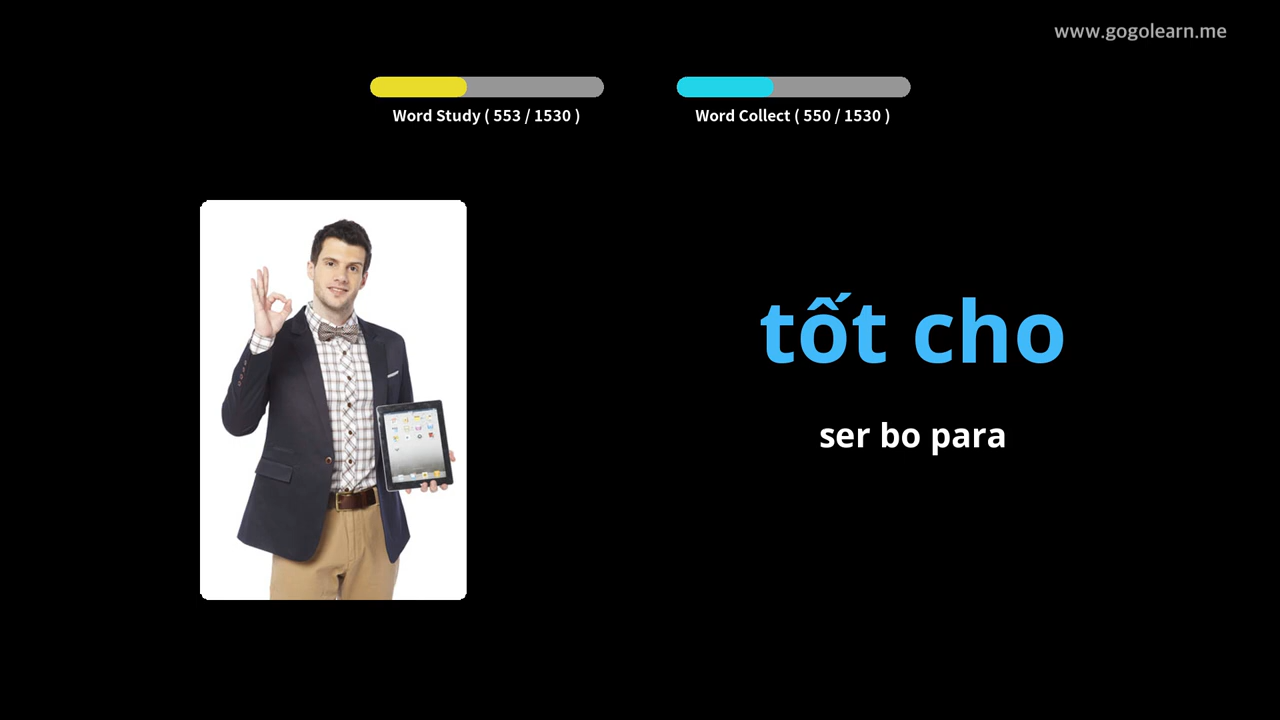 www.gogolearn.me
Word Study ( 553 / 1530 )
Word Collect ( 550 / 1530 )
tốt cho
ser bo para